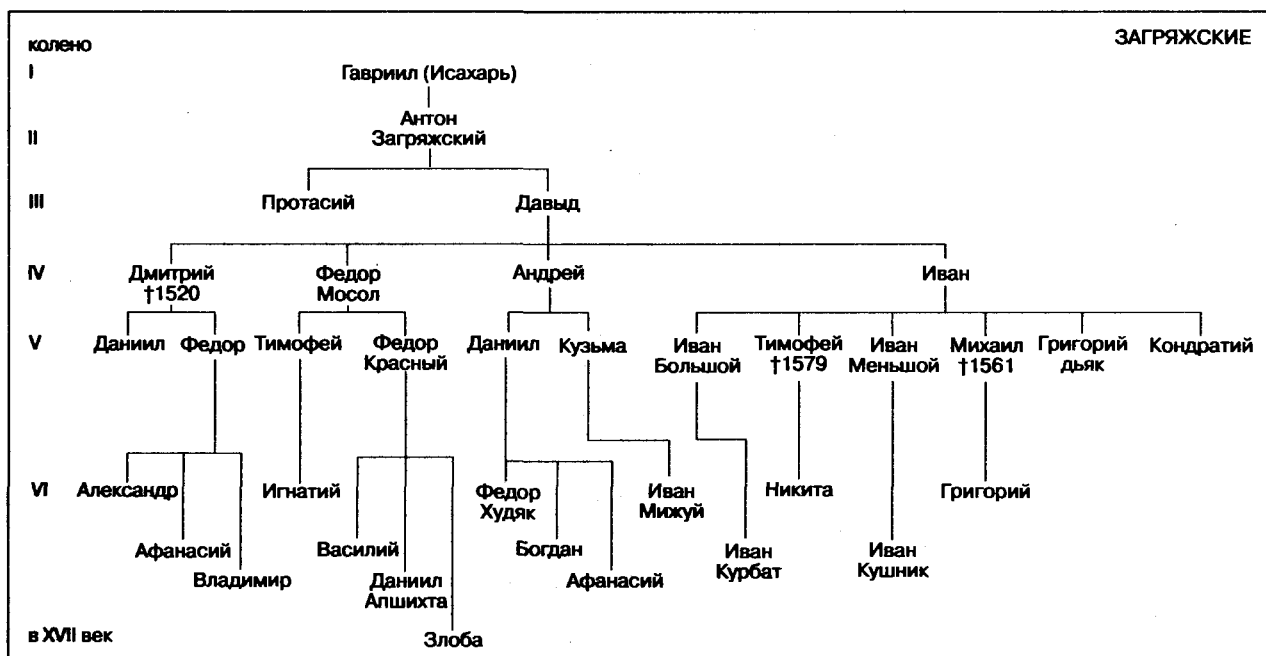 ЗАГРЯЖСКИЕ
колено
I Гавриил (Исахарь)
Антон
II Загряжский
III Протасий Давыд
IV Дмитрий Федор Андрей Иван
†1520 Мосол
V Даниил Федор Тимофей Федор Даниил Кузьма Иван Тимофей Иван Михаил Григорий Кондратий
Красный Большой †1579 Меньшой †1561 дьяк
VI Александр Игнатий Федор Иван Никита Григорий
Худяк Мижуй
Афанасий Василий Богдан Иван Иван
Владимир Даниил Афанасий Курбат Кушник
Апшихта
в XVII век Злоба